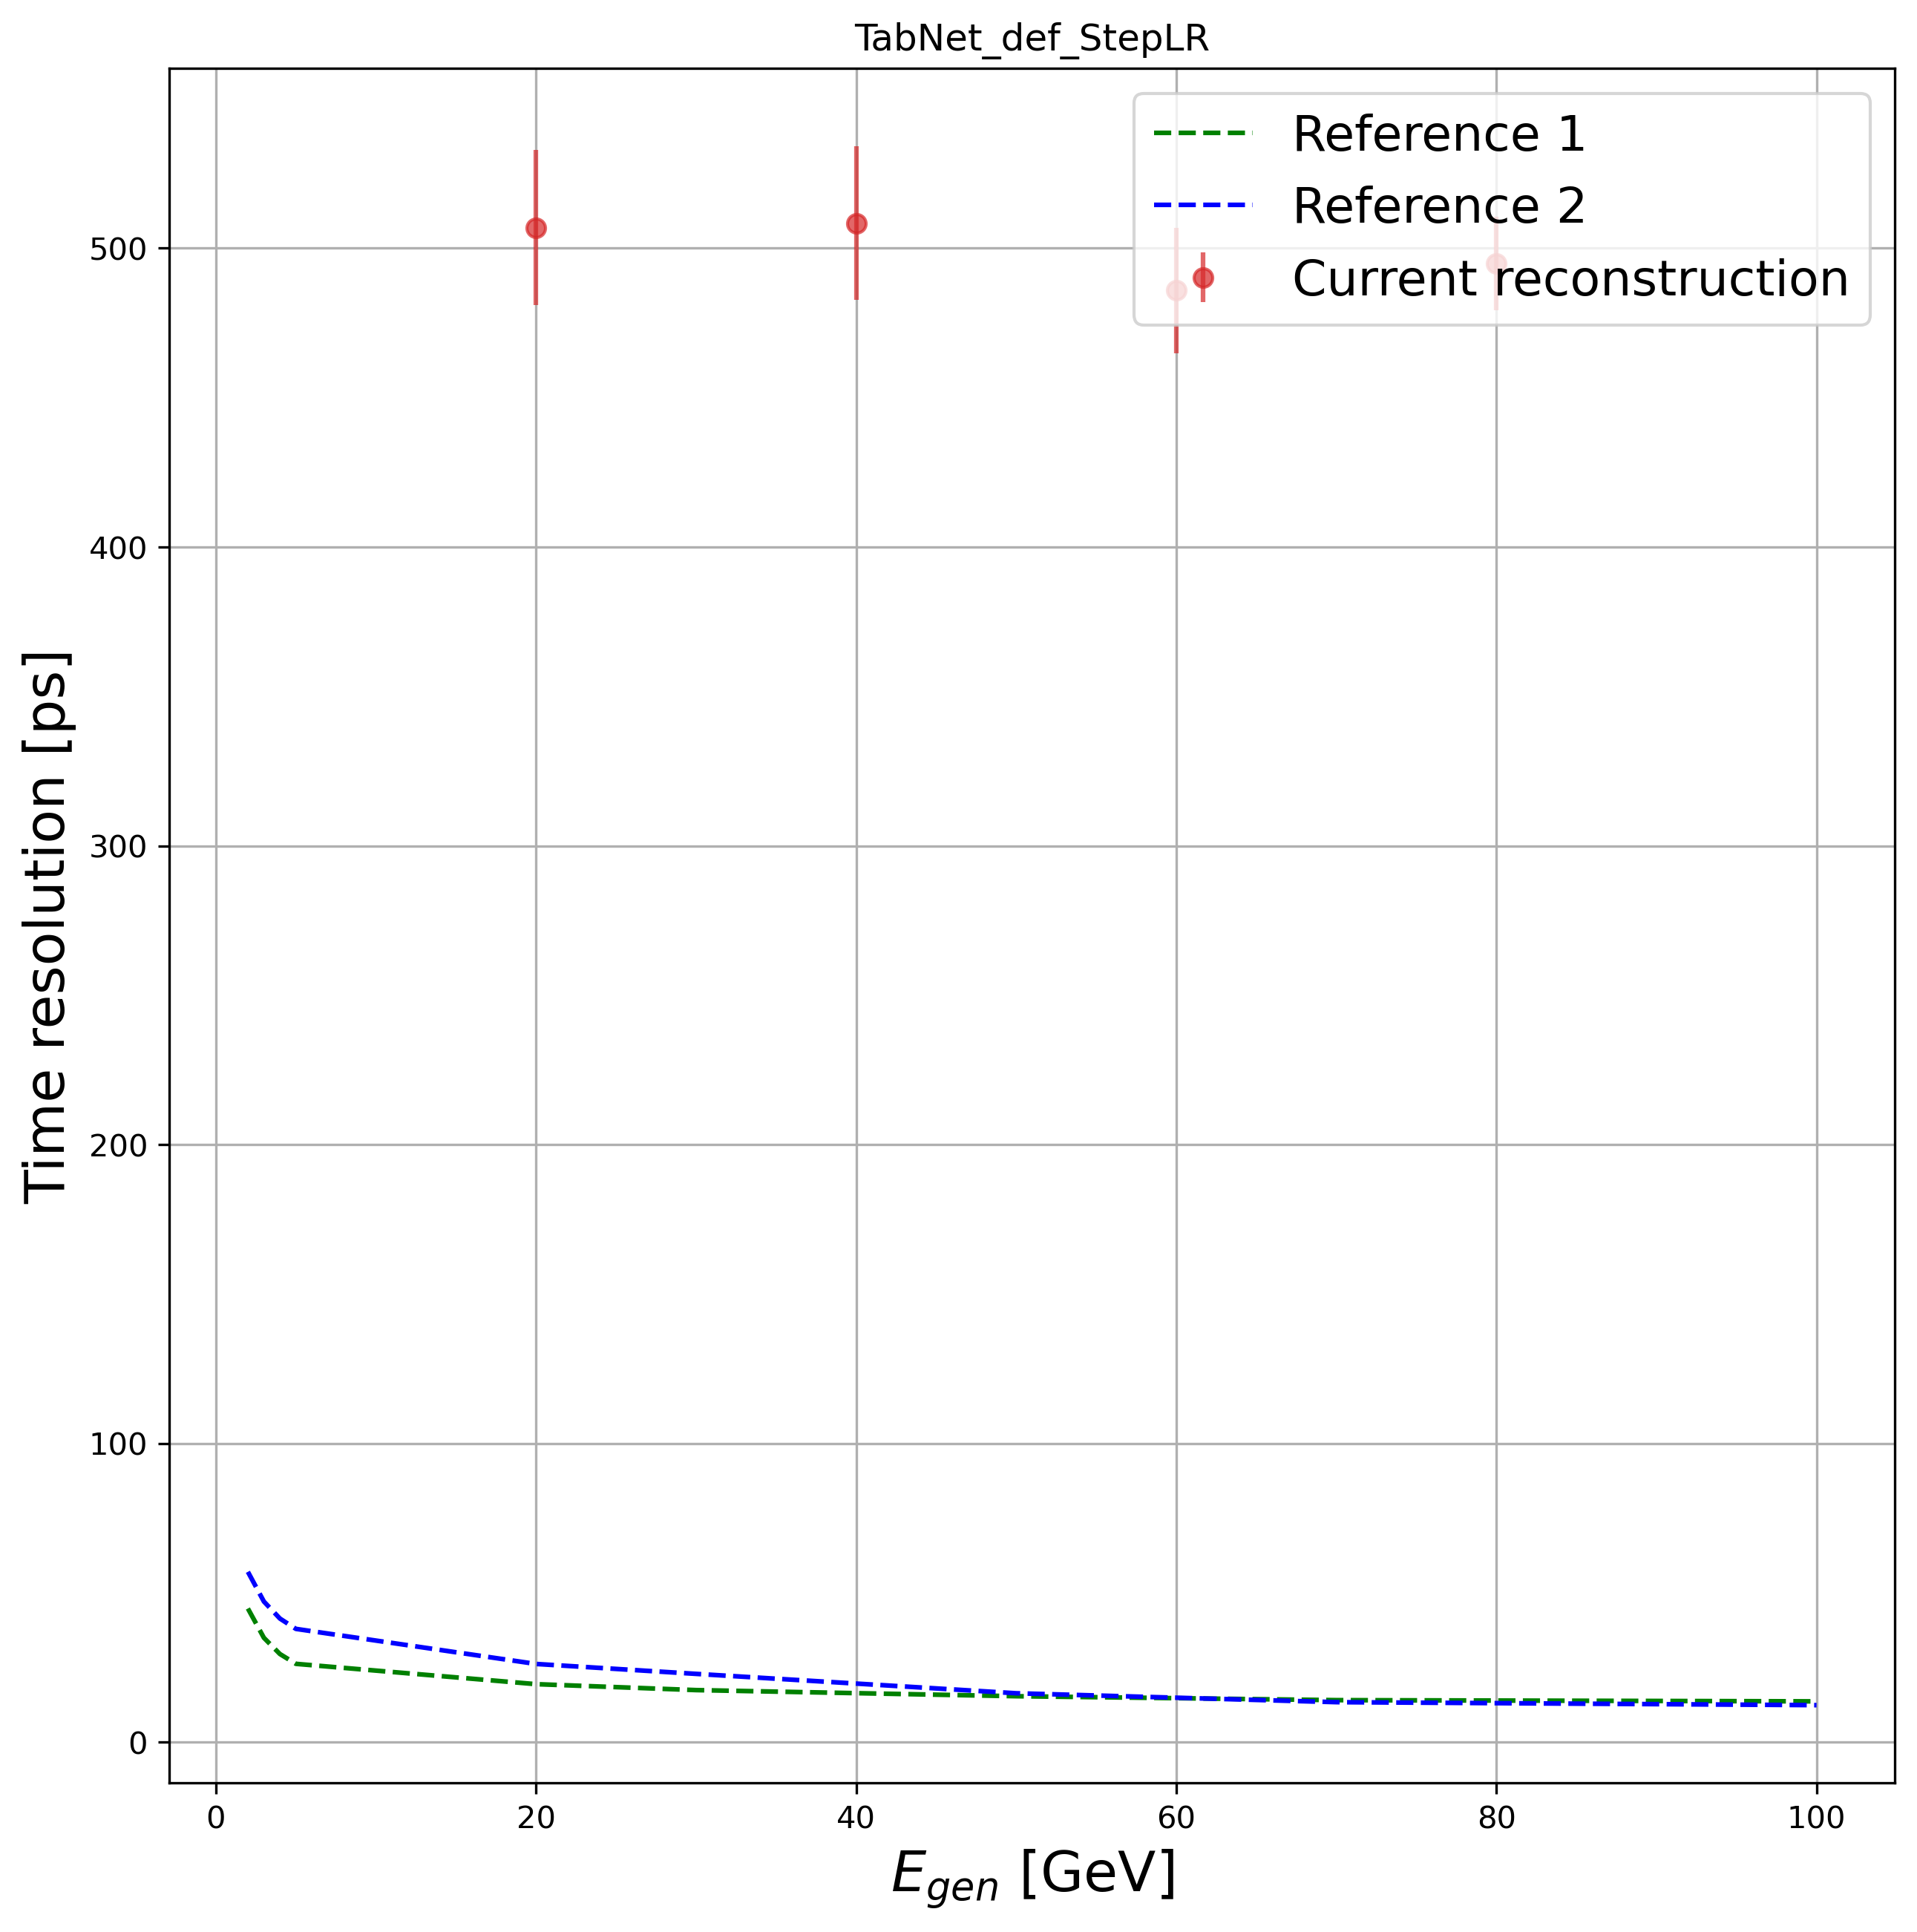 TabNet_def_StepLR
Reference 1
Reference 2
Current reconstruction
Time resolution [ps]
500
400
300
200
100
0
0 20 40 60 80 100
E_gen [GeV]